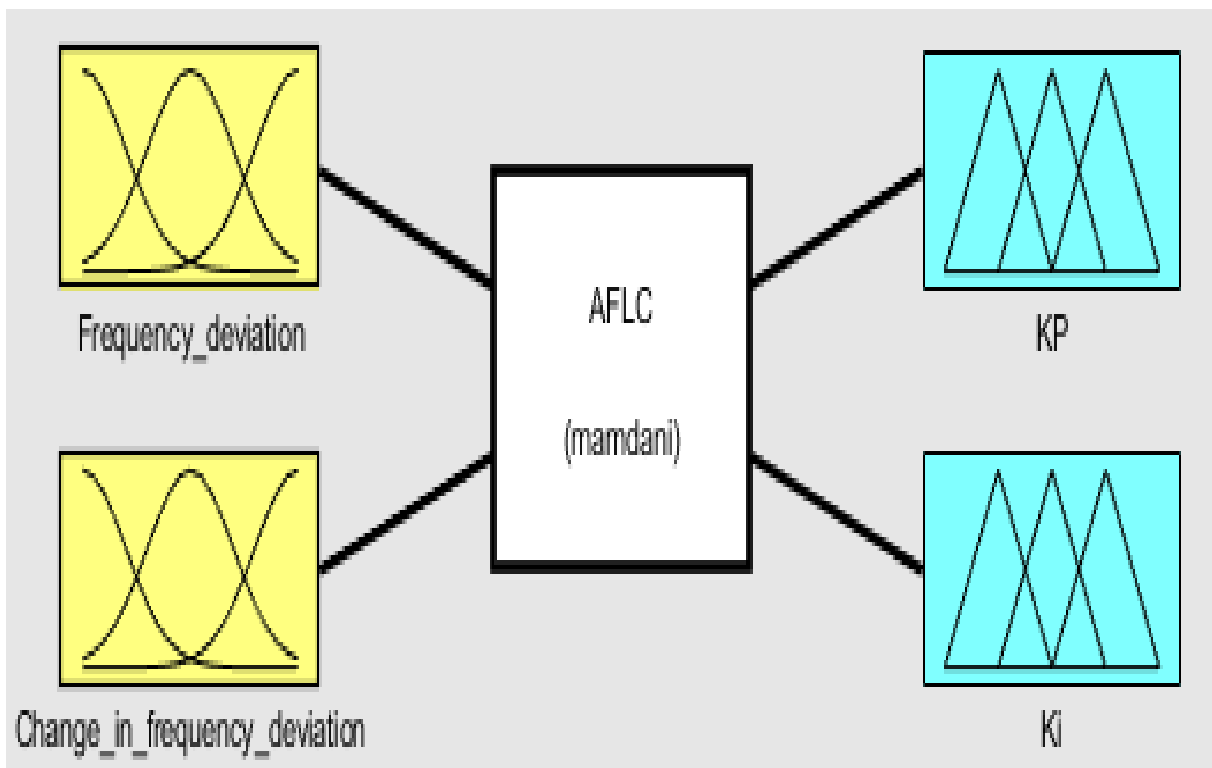 Frequency_deviation
AFLC
(mamdani)
KP
Change_in_frequency_deviation
Ki